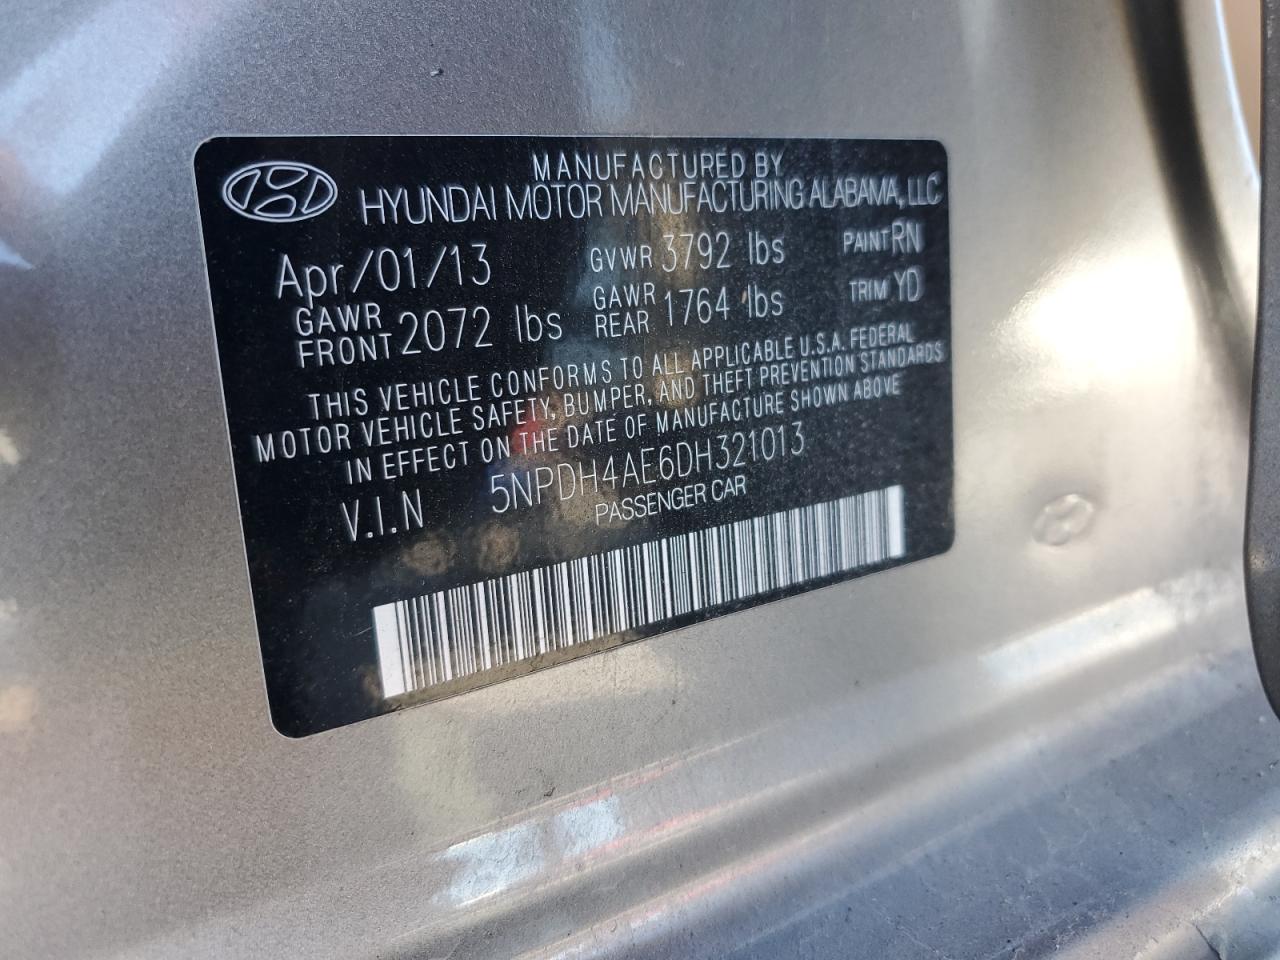 MANUFACTURED BY
HYUNDAI MOTOR MANUFACTURING ALABAMA, LLC
Apr/01/13 GVWR 3792 lbs PAINT RN
GAWR FRONT 2072 lbs GAWR REAR 1764 lbs TRIM YD
THIS VEHICLE CONFORMS TO ALL APPLICABLE U.S.A. FEDERAL
MOTOR VEHICLE SAFETY, BUMPER, AND THEFT PREVENTION STANDARDS
IN EFFECT ON THE DATE OF MANUFACTURE SHOWN ABOVE
V.I.N 5NPDH4AE6DH321013
PASSENGER CAR